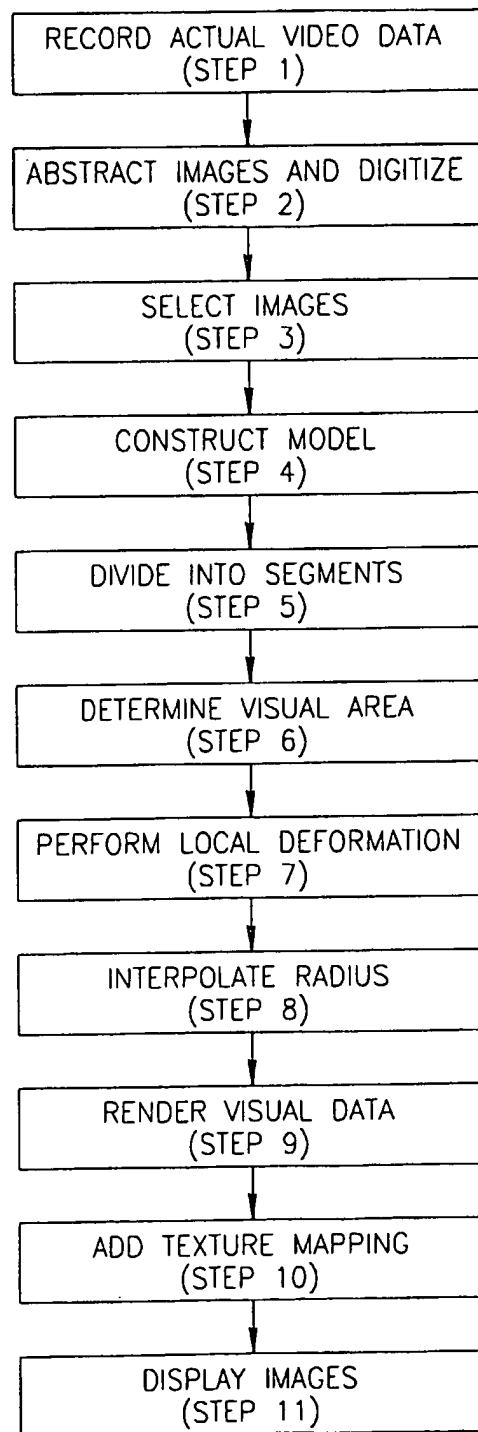 RECORD ACTUAL VIDEO DATA
(STEP 1)
ABSTRACT IMAGES AND DIGITIZE
(STEP 2)
SELECT IMAGES
(STEP 3)
CONSTRUCT MODEL
(STEP 4)
DIVIDE INTO SEGMENTS
(STEP 5)
DETERMINE VISUAL AREA
(STEP 6)
PERFORM LOCAL DEFORMATION
(STEP 7)
INTERPOLATE RADIUS
(STEP 8)
RENDER VISUAL DATA
(STEP 9)
ADD TEXTURE MAPPING
(STEP 10)
DISPLAY IMAGES
(STEP 11)